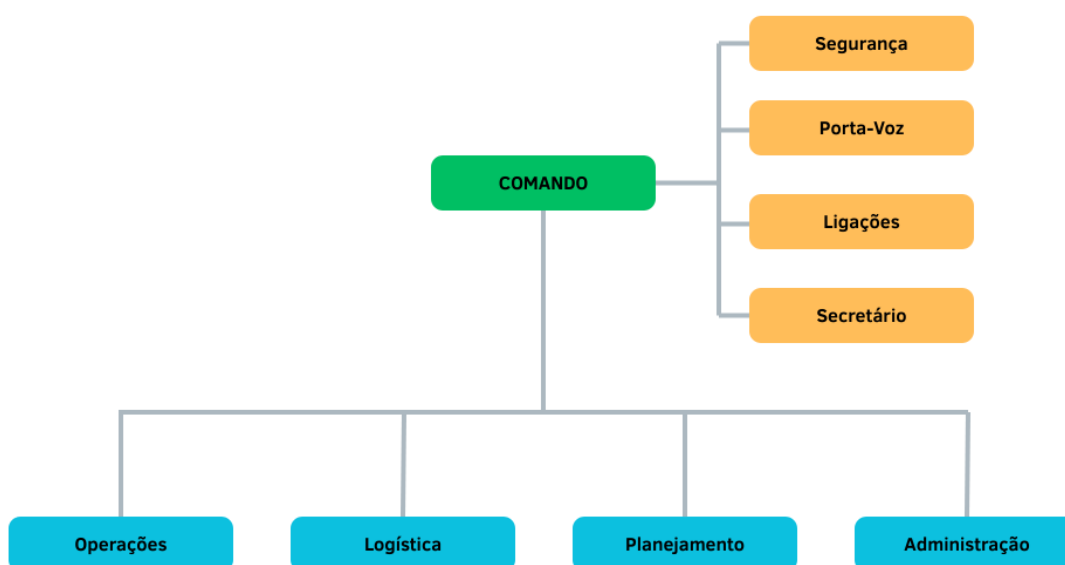 Segurança
Porta-Voz
COMANDO
Ligações
Secretário
Operações
Logística
Planejamento
Administração